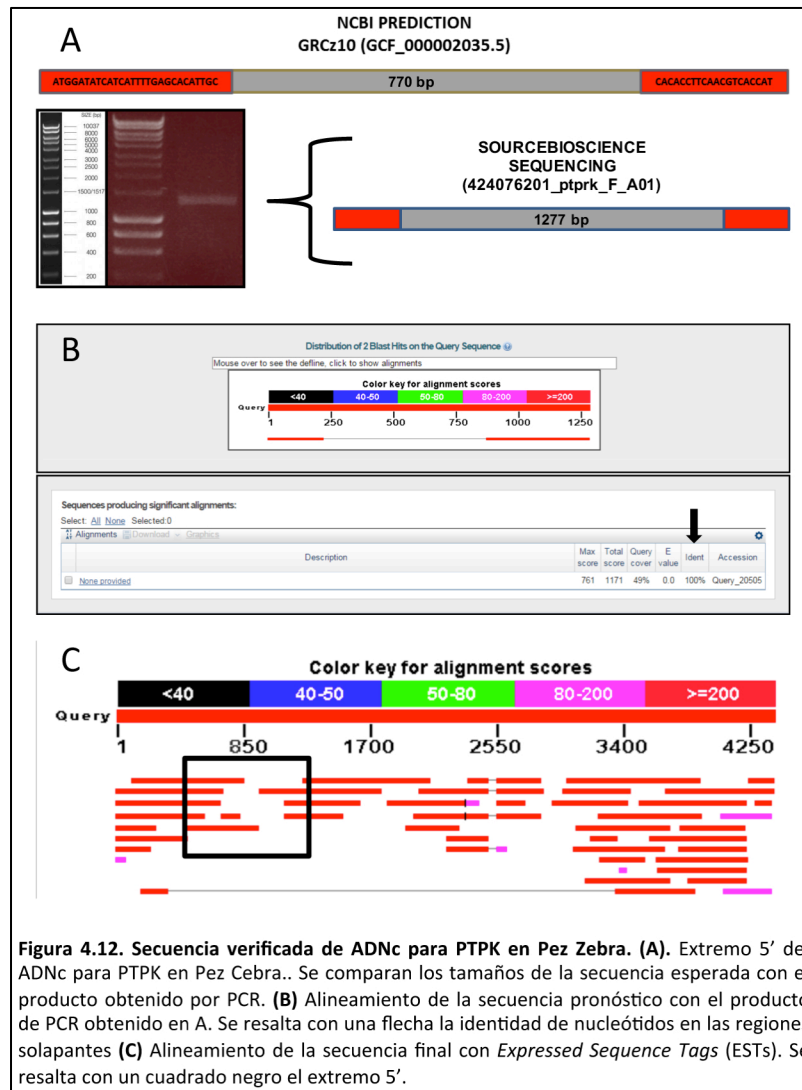 A
NCBI PREDICTION
GRCz10 (GCF_000002035.5)
ATGGATATCATCATTTTGAGCACATTGC
770 bp
CACACCTTCAACGTCACCAT
SIZE (bp)
10037
8000
6000
5000
4000
3000
2500
2000
1500/1517
1000
800
600
400
200
SOURCEBIOSCIENCE
SEQUENCING
(424076201_ptprk_F_A01)
1277 bp
B
Distribution of 2 Blast Hits on the Query Sequence
Mouse over to see the defline, click to show alignments
Color key for alignment scores
<40 40-50 50-80 80-200 >=200
Query
1 250 500 750 1000 1250
Sequences producing significant alignments:
Select: All None Selected:0
Alignments Download Graphics
Description Max score Total score Query cover E value Ident Accession
None provided 761 1171 49% 0.0 100% Query_20505
C
Color key for alignment scores
<40 40-50 50-80 80-200 >=200
Query
1 850 1700 2550 3400 4250
Figura 4.12. Secuencia verificada de ADNc para PTPK en Pez Zebra. (A). Extremo 5’ de
ADNc para PTPK en Pez Cebra.. Se comparan los tamaños de la secuencia esperada con e
producto obtenido por PCR. (B) Alineamiento de la secuencia pronóstico con el producto
de PCR obtenido en A. Se resalta con una flecha la identidad de nucleótidos en las regione
solapantes (C) Alineamiento de la secuencia final con Expressed Sequence Tags (ESTs). Se
resalta con un cuadrado negro el extremo 5’.